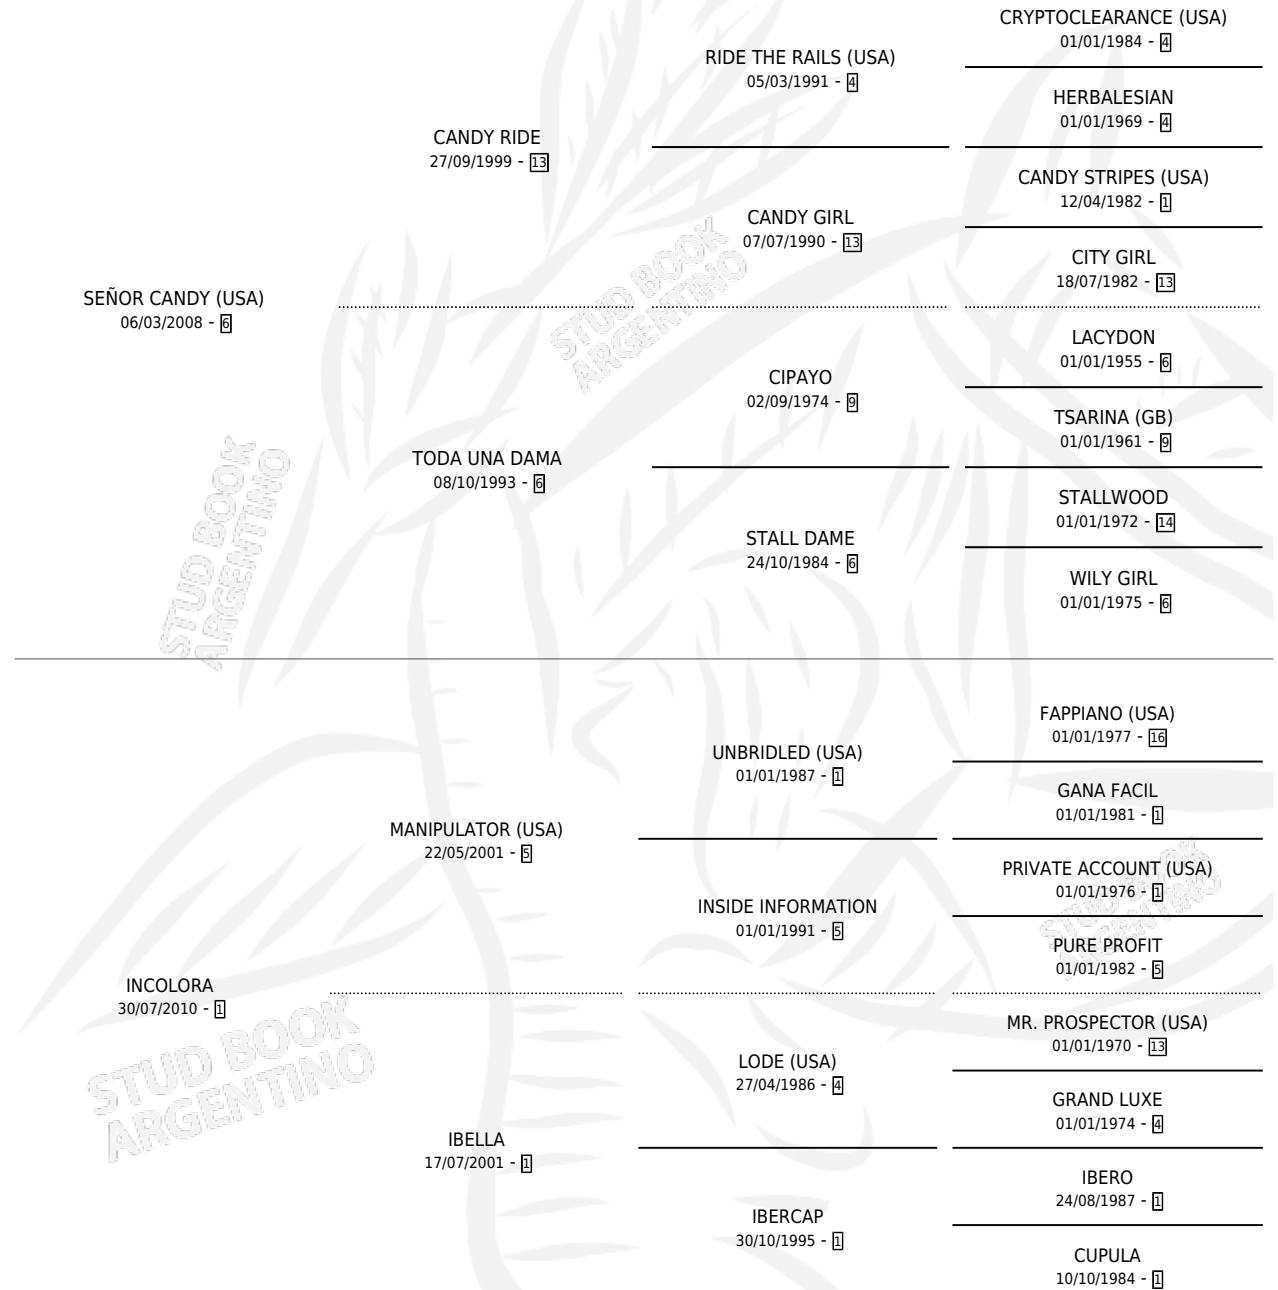 CRYPTOCLEARANCE (USA)
01/01/1984 - 4
RIDE THE RAILS (USA)
05/03/1991 - 4
HERBALESIAN
01/01/1969 - 4
CANDY RIDE
27/09/1999 - 13
CANDY STRIPES (USA)
12/04/1982 - 1
CANDY GIRL
07/07/1990 - 13
CITY GIRL
18/07/1982 - 13
SEÑOR CANDY (USA)
06/03/2008 - 6
STUD BOOK
ARGENTINO
LACYDON
01/01/1955 - 6
CIPAYO
02/09/1974 - 9
TSARINA (GB)
01/01/1961 - 9
TODA UNA DAMA
08/10/1993 - 6
STALLWOOD
01/01/1972 - 14
STALL DAME
24/10/1984 - 6
WILY GIRL
01/01/1975 - 6
STUD BOOK
ARGENTINO
FAPPIANO (USA)
01/01/1977 - 16
UNBRIDLED (USA)
01/01/1987 - 1
GANA FACIL
01/01/1981 - 1
MANIPULATOR (USA)
22/05/2001 - 5
PRIVATE ACCOUNT (USA)
01/01/1976 - 1
INSIDE INFORMATION
01/01/1991 - 5
PURE PROFIT
01/01/1982 - 5
STUD BOOK
ARGENTINO
INCOLORA
30/07/2010 - 1
STUD BOOK
ARGENTINO
MR. PROSPECTOR (USA)
01/01/1970 - 13
LODE (USA)
27/04/1986 - 4
GRAND LUXE
01/01/1974 - 4
IBELLA
17/07/2001 - 1
IBERO
24/08/1987 - 1
IBERCAP
30/10/1995 - 1
CUPULA
10/10/1984 - 1